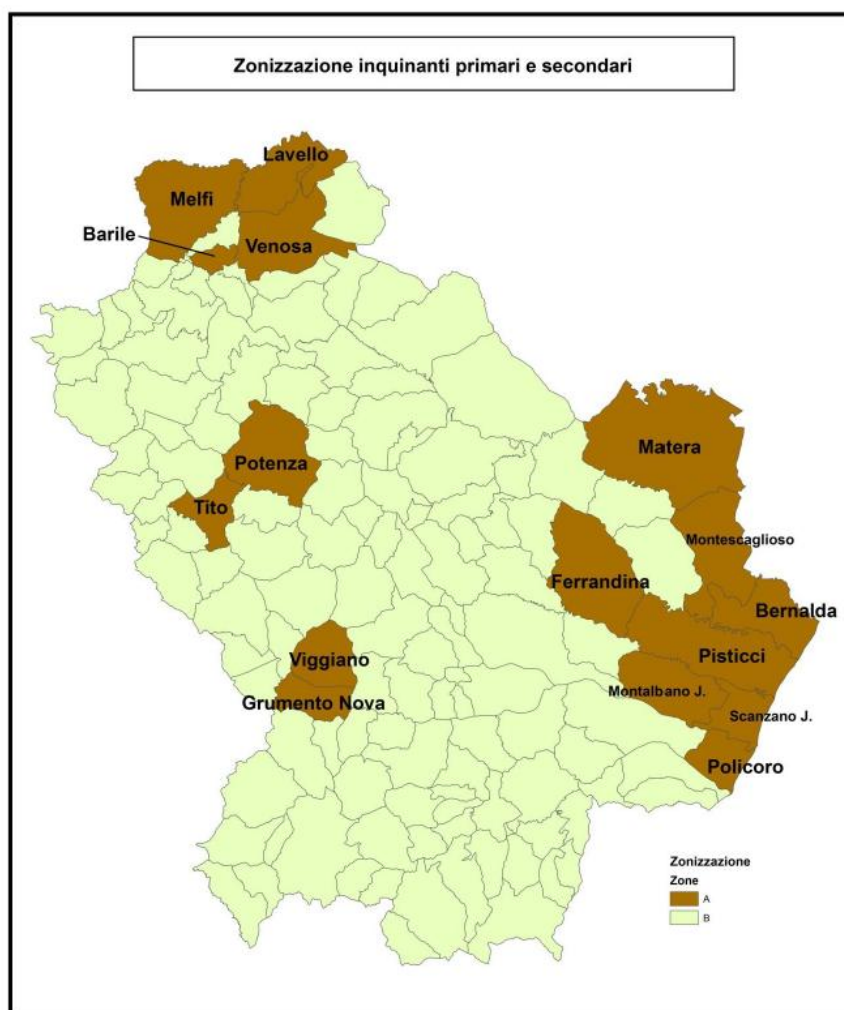 Zonizzazione inquinanti primari e secondari
Lavello
Melfi
Barile
Venosa
Matera
Potenza
Tito
Montescaglioso
Ferrandina
Bernalda
Viggiano
Pisticci
Grumento Nova
Montalbano J.
Scanzano J.
Policoro
Zonizzazione
Zone
A
B